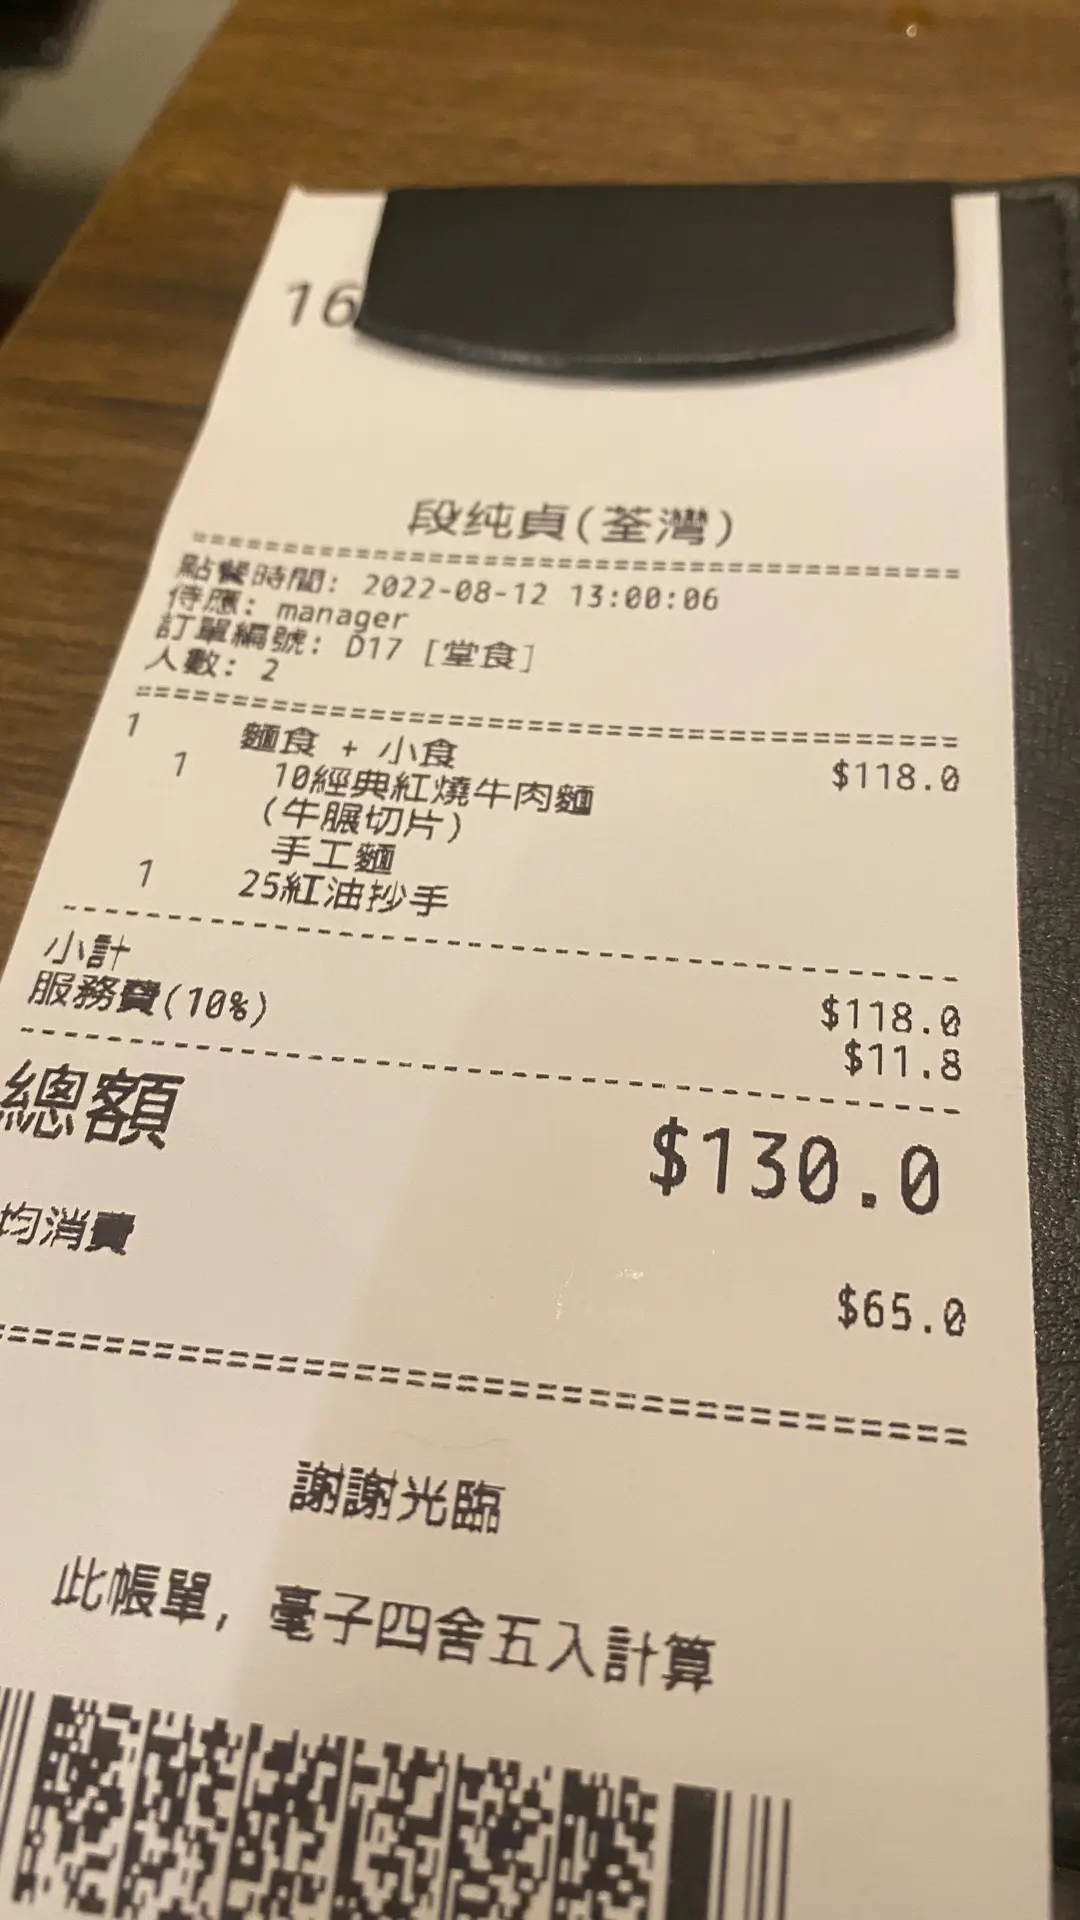 16
段纯貞(荃灣)
點餐時間: 2022-08-12 13:00:06
侍應: manager
訂單編號: D17 [堂食]
人數: 2
1 麵食 + 小食 $118.0
1 10經典紅燒牛肉麵
(牛腱切片)
手工麵
1 25紅油抄手
小計 $118.0
服務費(10%) $11.8
總額 $130.0
均消費 $65.0
謝謝光臨
此帳單, 毫子四舍五入計算